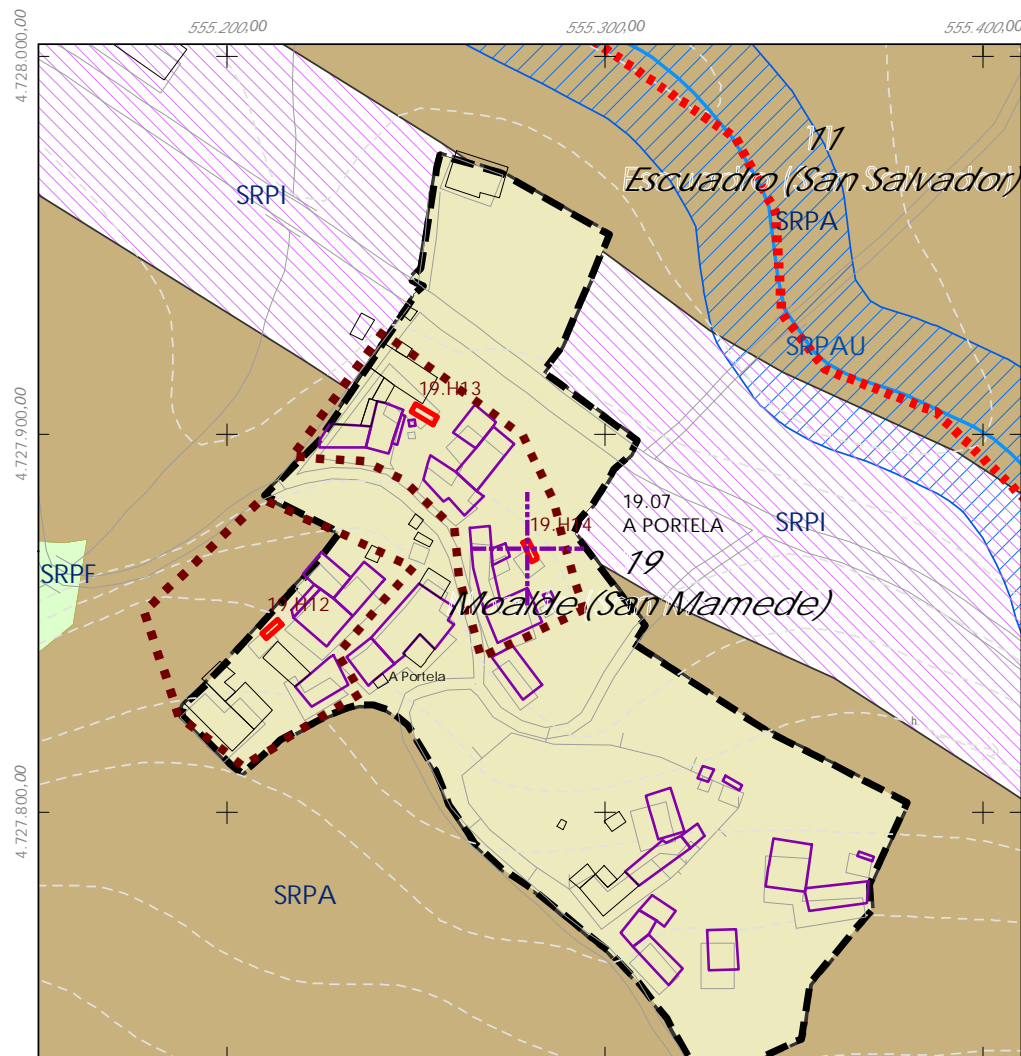 555.200,00
555.300,00
555.400,00
4.728.000,00
11
Escuadro (San Salvador)
SRPI
SRPA
SRPAU
19.H13
4.727.900,00
19.07
A PORTELA
SRPI
19.H14
19
SRPF
19.H12
Moalde (San Mamede)
A Portela
h
4.727.800,00
SRPA